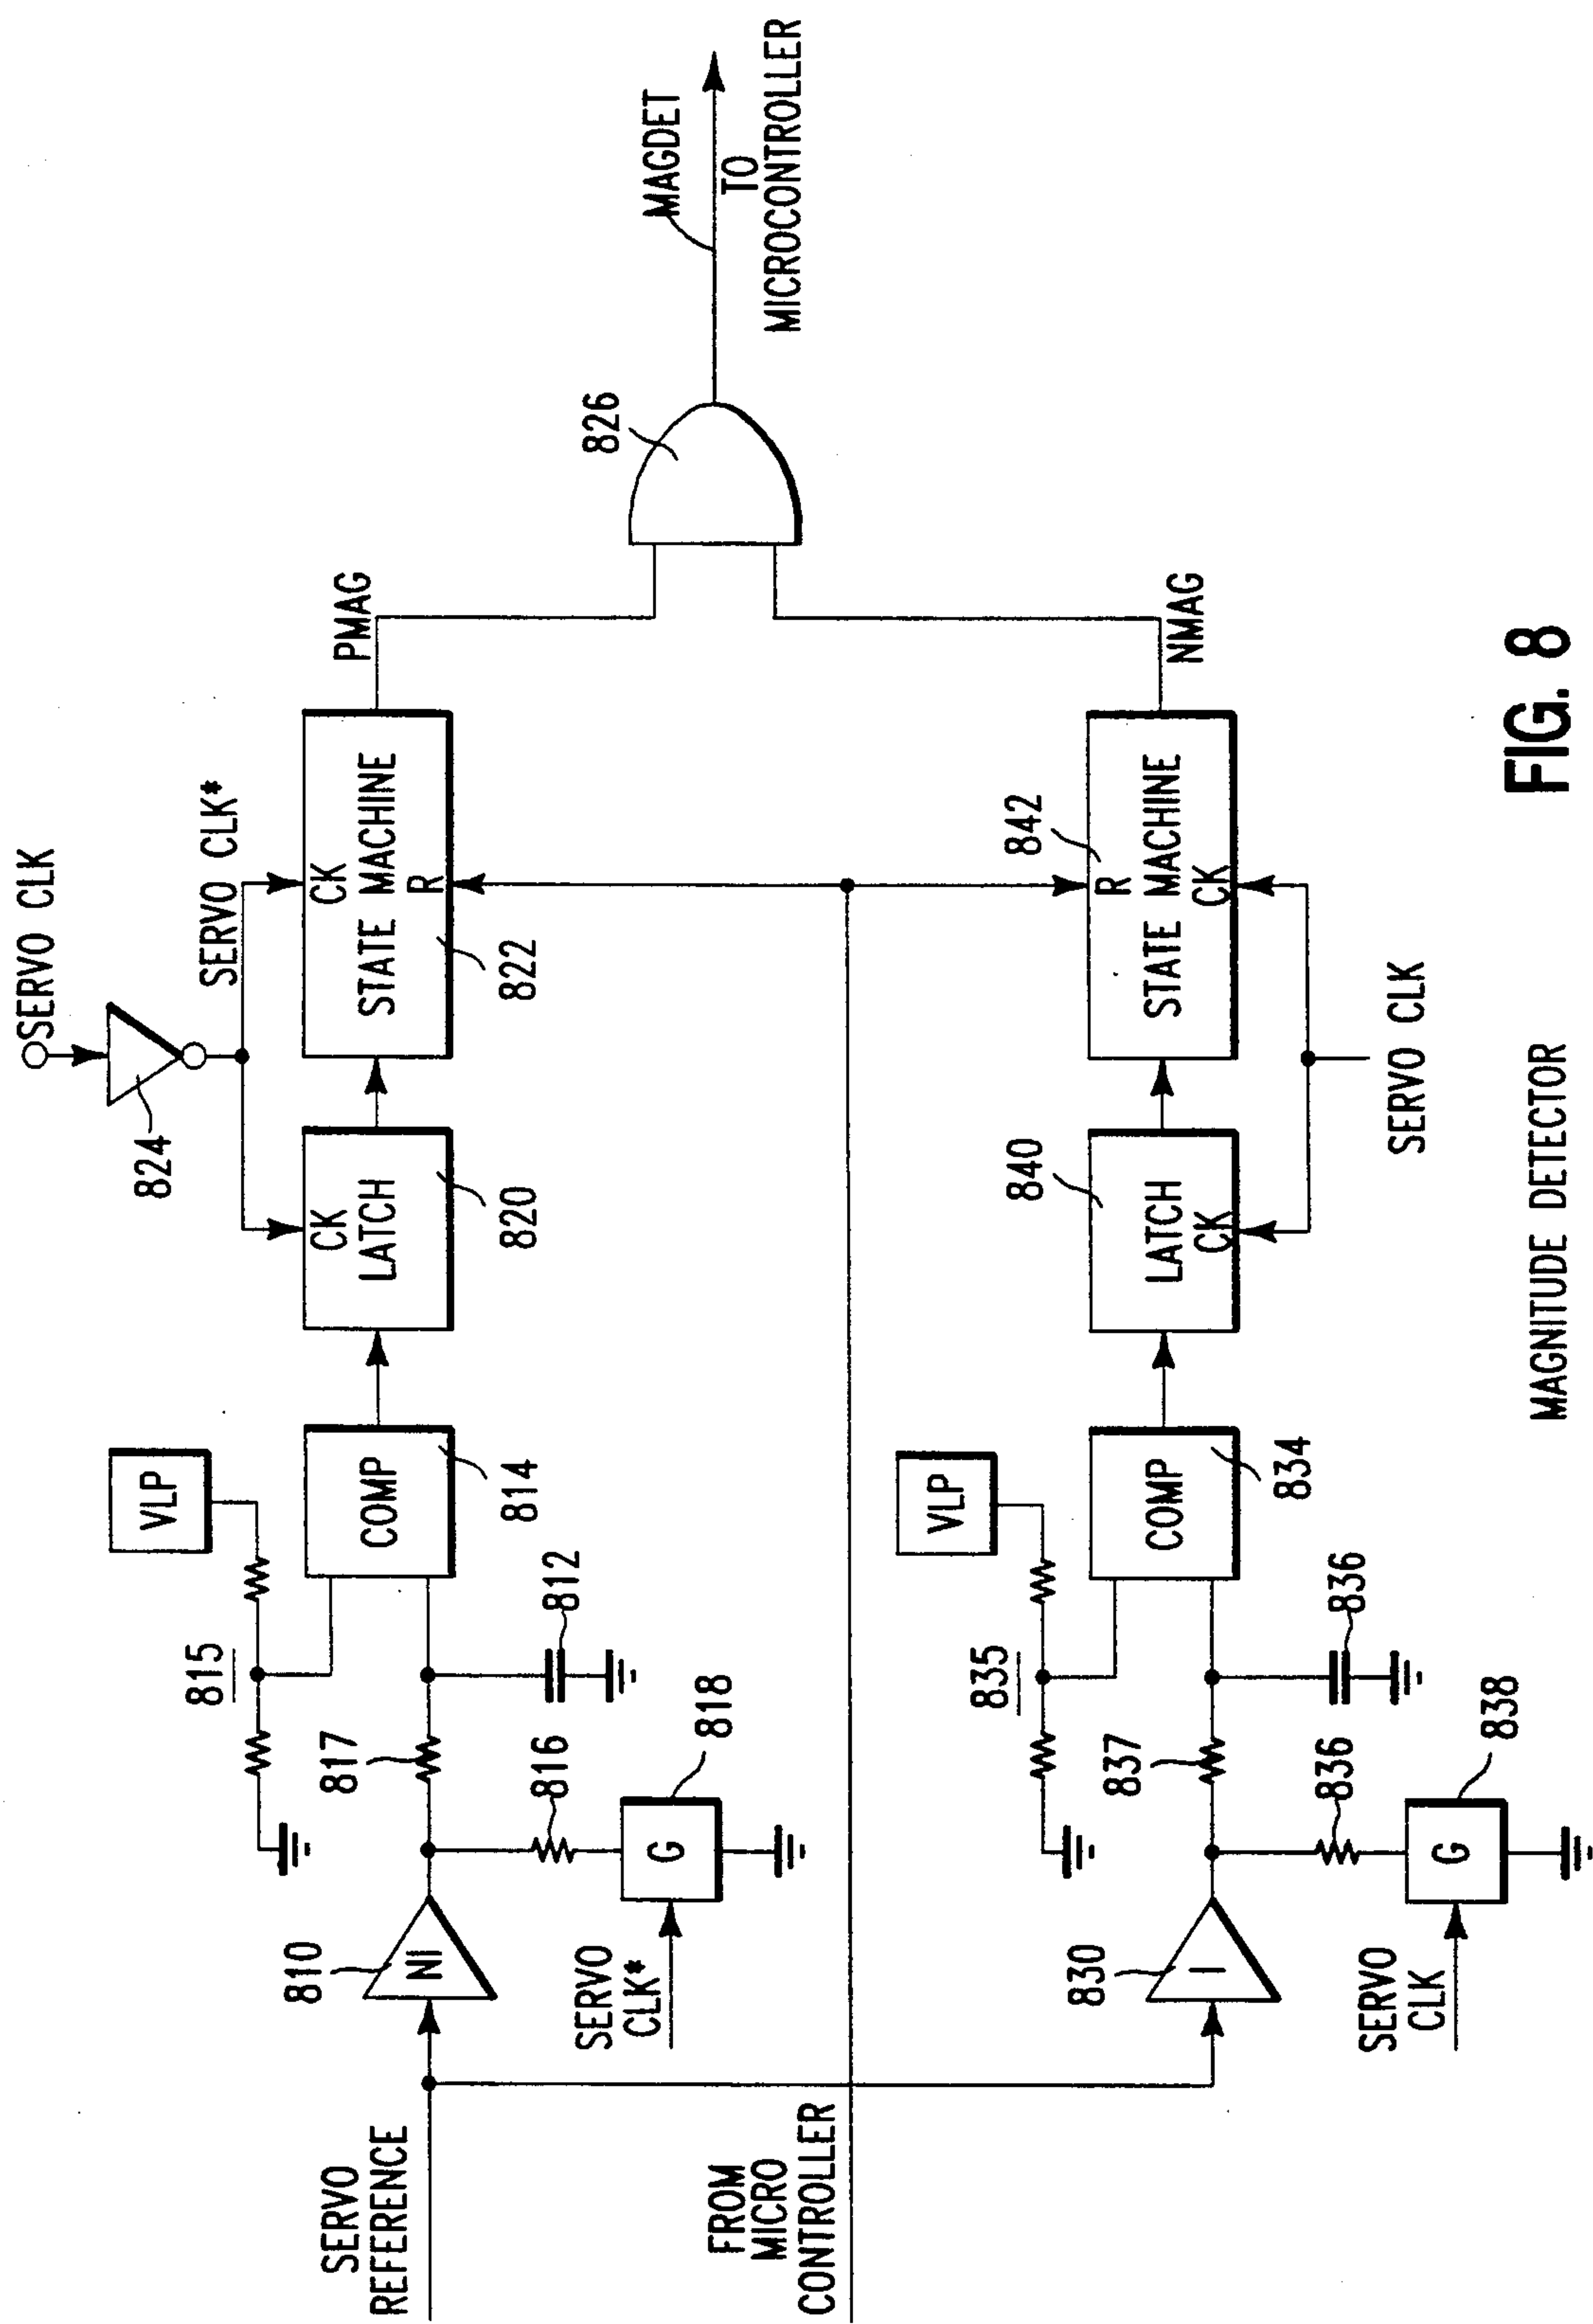 SERVO CLK
824
SERVO CLK*
VLP
815
COMP
814
CK
LATCH
820
CK
STATE MACHINE
R
822
PMAG
826
MAGDET
TO
MICROCONTROLLER
SERVO
REFERENCE
810
NI
817
812
816
SERVO
CLK*
G
818
FROM
MICRO
CONTROLLER
VLP
835
COMP
834
840
LATCH
CK
842
R
STATE MACHINE
CK
NMAG
830
I
837
836
836
SERVO
CLK
G
838
SERVO CLK
MAGNITUDE DETECTOR
FIG. 8